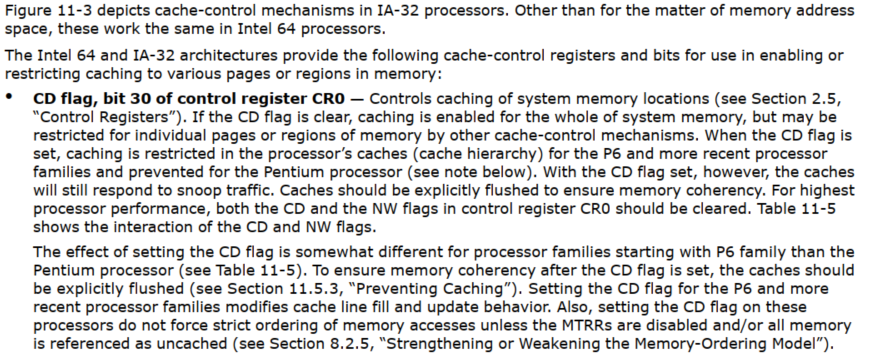 Figure 11-3 depicts cache-control mechanisms in IA-32 processors. Other than for the matter of memory address
space, these work the same in Intel 64 processors.
The Intel 64 and IA-32 architectures provide the following cache-control registers and bits for use in enabling or
restricting caching to various pages or regions in memory:
• CD flag, bit 30 of control register CR0 — Controls caching of system memory locations (see Section 2.5,
“Control Registers”). If the CD flag is clear, caching is enabled for the whole of system memory, but may be
restricted for individual pages or regions of memory by other cache-control mechanisms. When the CD flag is
set, caching is restricted in the processor’s caches (cache hierarchy) for the P6 and more recent processor
families and prevented for the Pentium processor (see note below). With the CD flag set, however, the caches
will still respond to snoop traffic. Caches should be explicitly flushed to ensure memory coherency. For highest
processor performance, both the CD and the NW flags in control register CR0 should be cleared. Table 11-5
shows the interaction of the CD and NW flags.
The effect of setting the CD flag is somewhat different for processor families starting with P6 family than the
Pentium processor (see Table 11-5). To ensure memory coherency after the CD flag is set, the caches should
be explicitly flushed (see Section 11.5.3, “Preventing Caching”). Setting the CD flag for the P6 and more
recent processor families modifies cache line fill and update behavior. Also, setting the CD flag on these
processors do not force strict ordering of memory accesses unless the MTRRs are disabled and/or all memory
is referenced as uncached (see Section 8.2.5, “Strengthening or Weakening the Memory-Ordering Model”).